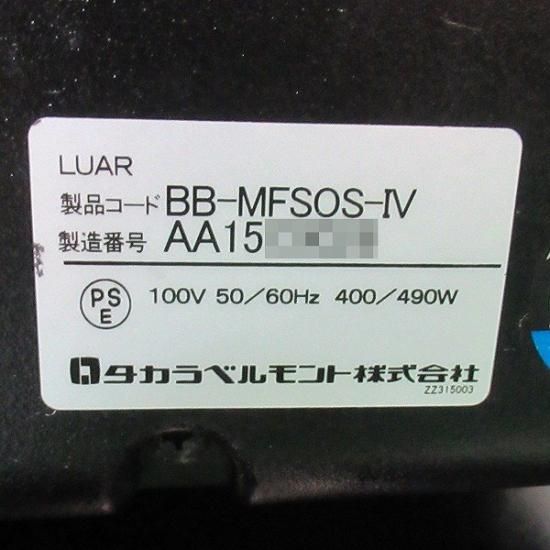 LUAR
製品コード BB-MFSOS-IV
製造番号 AA15
PSE 100V 50/60Hz 400/490W
タカラベルモント株式会社
ZZ315003